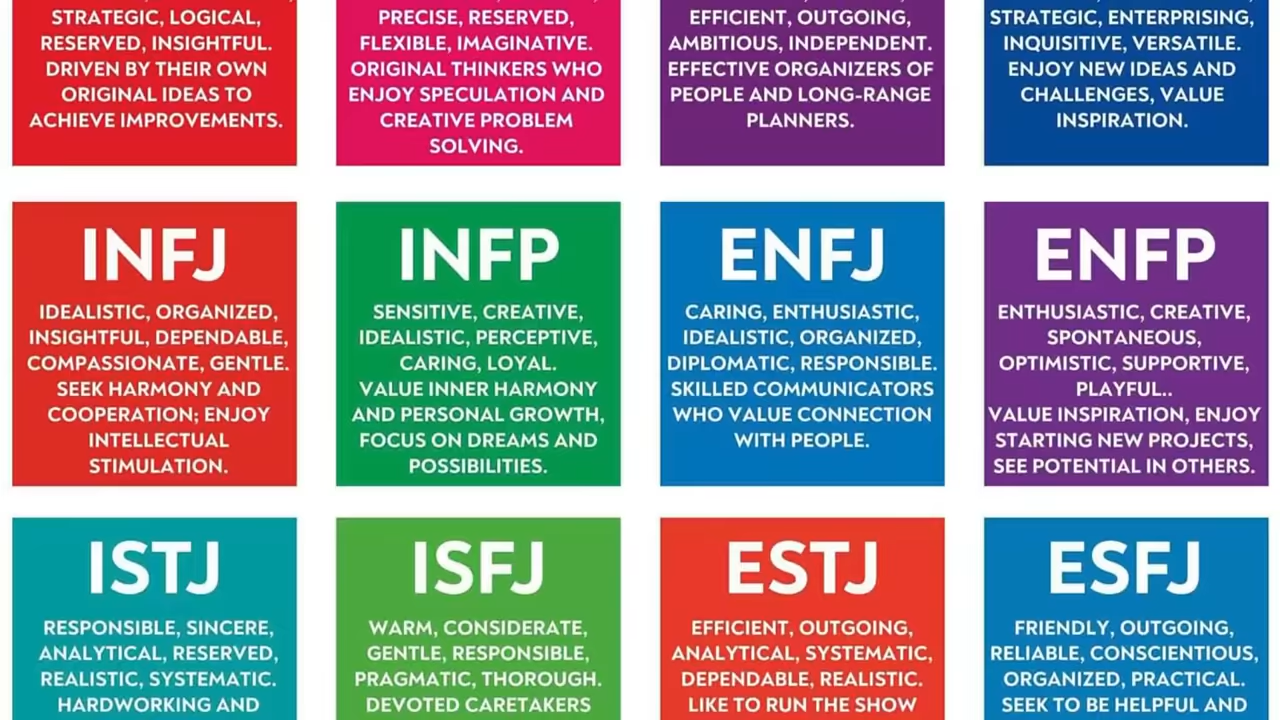 STRATEGIC, LOGICAL,
RESERVED, INSIGHTFUL.
DRIVEN BY THEIR OWN
ORIGINAL IDEAS TO
ACHIEVE IMPROVEMENTS.
PRECISE, RESERVED,
FLEXIBLE, IMAGINATIVE.
ORIGINAL THINKERS WHO
ENJOY SPECULATION AND
CREATIVE PROBLEM
SOLVING.
EFFICIENT, OUTGOING,
AMBITIOUS, INDEPENDENT.
EFFECTIVE ORGANIZERS OF
PEOPLE AND LONG-RANGE
PLANNERS.
STRATEGIC, ENTERPRISING,
INQUISITIVE, VERSATILE.
ENJOY NEW IDEAS AND
CHALLENGES, VALUE
INSPIRATION.
INFJ
IDEALISTIC, ORGANIZED,
INSIGHTFUL, DEPENDABLE,
COMPASSIONATE, GENTLE.
SEEK HARMONY AND
COOPERATION; ENJOY
INTELLECTUAL
STIMULATION.
INFP
SENSITIVE, CREATIVE,
IDEALISTIC, PERCEPTIVE,
CARING, LOYAL.
VALUE INNER HARMONY
AND PERSONAL GROWTH,
FOCUS ON DREAMS AND
POSSIBILITIES.
ENFJ
CARING, ENTHUSIASTIC,
IDEALISTIC, ORGANIZED,
DIPLOMATIC, RESPONSIBLE.
SKILLED COMMUNICATORS
WHO VALUE CONNECTION
WITH PEOPLE.
ENFP
ENTHUSIASTIC, CREATIVE,
SPONTANEOUS,
OPTIMISTIC, SUPPORTIVE,
PLAYFUL..
VALUE INSPIRATION, ENJOY
STARTING NEW PROJECTS,
SEE POTENTIAL IN OTHERS.
ISTJ
RESPONSIBLE, SINCERE,
ANALYTICAL, RESERVED,
REALISTIC, SYSTEMATIC.
HARDWORKING AND
ISFJ
WARM, CONSIDERATE,
GENTLE, RESPONSIBLE,
PRAGMATIC, THOROUGH.
DEVOTED CARETAKERS
ESTJ
EFFICIENT, OUTGOING,
ANALYTICAL, SYSTEMATIC,
DEPENDABLE, REALISTIC.
LIKE TO RUN THE SHOW
ESFJ
FRIENDLY, OUTGOING,
RELIABLE, CONSCIENTIOUS,
ORGANIZED, PRACTICAL.
SEEK TO BE HELPFUL AND